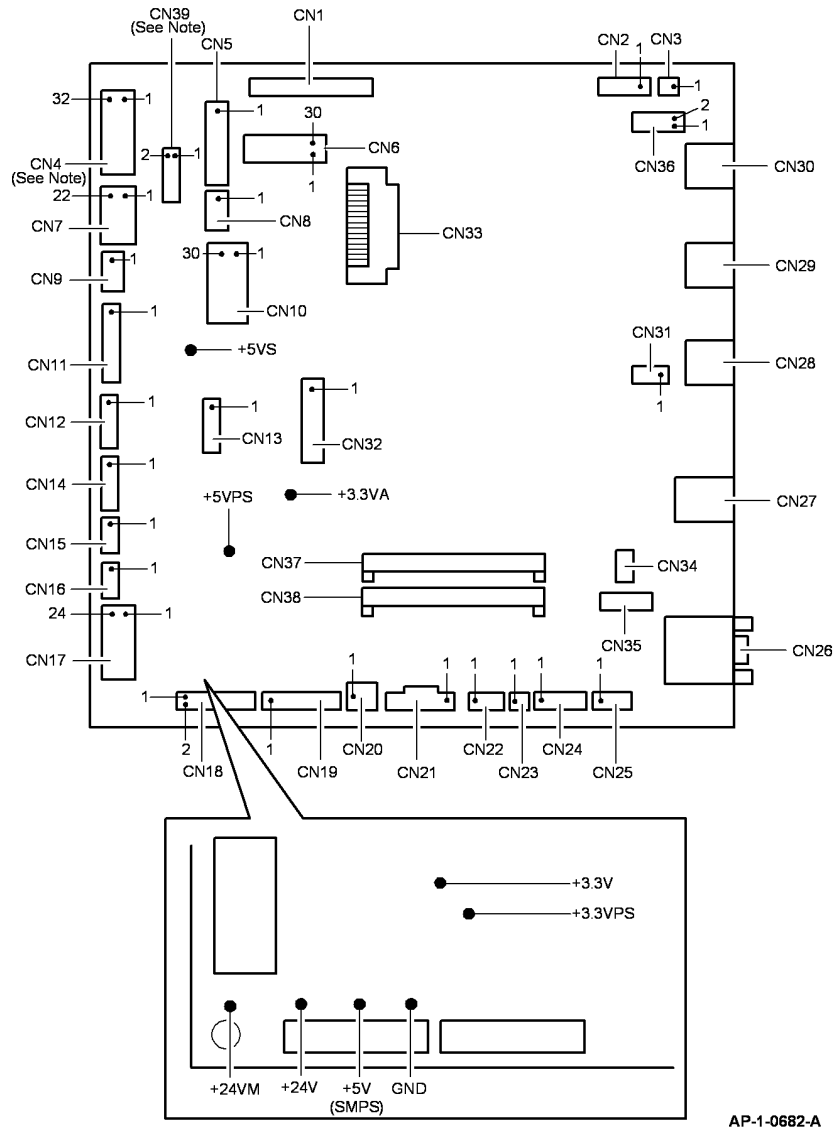 CN39
(See Note)
CN5
CN1
CN2
1
CN3
32
1
1
1
2
1
30
2
1
CN6
CN36
CN4
(See Note)
1
CN30
22
1
1
CN7
CN8
CN33
30
1
1
CN9
CN29
CN10
1
CN31
+5VS
CN11
CN28
1
1
1
1
CN12
CN13
CN32
1
CN14
+5VPS
+3.3VA
CN27
1
CN15
CN37
CN34
1
CN16
CN38
24
1
CN35
CN26
CN17
1
1
1
1
1
1
1
2
1
CN18
CN19
CN20
CN21
CN22
CN23
CN24
CN25
+3.3V
+3.3VPS
+24VM
+24V
+5V
(SMPS)
GND
AP-1-0682-A